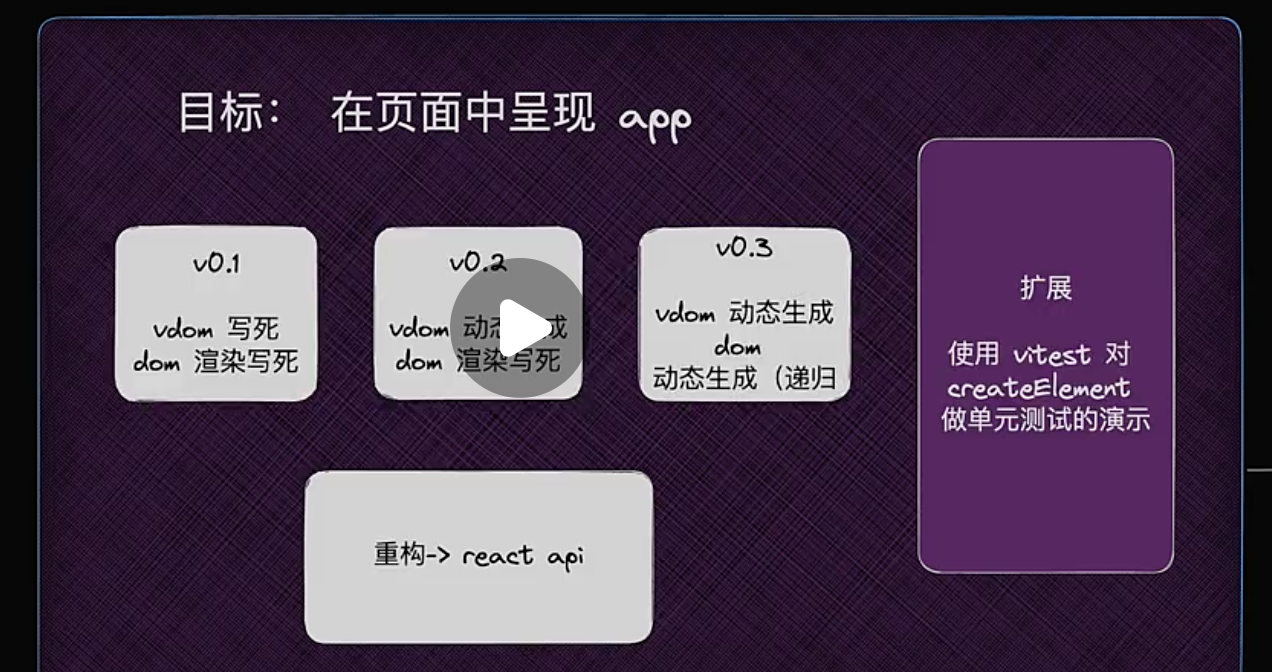 目标： 在页面中呈现 app
v0.1
vdom 写死
dom 渲染写死
v0.2
vdom 动态生成
dom 渲染写死
v0.3
vdom 动态生成
dom
动态生成（递归
扩展
使用 vitest 对
createElement
做单元测试的演示
重构-> react api